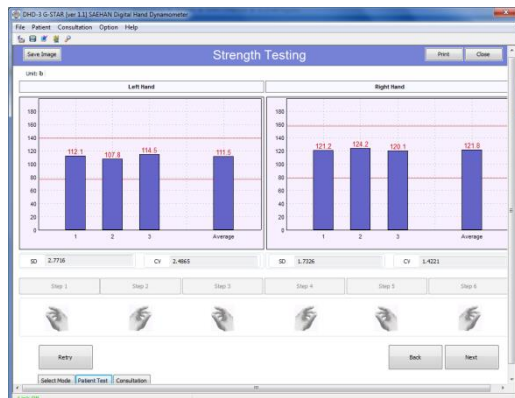 DHD-3 G-STAR [ver 1.1] SAEHAN Digital Hand Dynamometer
File Patient Consultation Option Help
Save Image
Strength Testing
Print Close
Unit: lb
Left Hand
Right Hand
180
160
140
120
100
80
60
40
20
0
112.1
107.8
114.5
111.5
1 2 3 Average
180
160
140
120
100
80
60
40
20
0
121.2
124.2
120.1
121.8
1 2 3 Average
SD 2.7716 CV 2.4865 SD 1.7326 CV 1.4221
Step 1 Step 2 Step 3 Step 4 Step 5 Step 6
Retry Back Next
Select Mode Patient Test Consultation